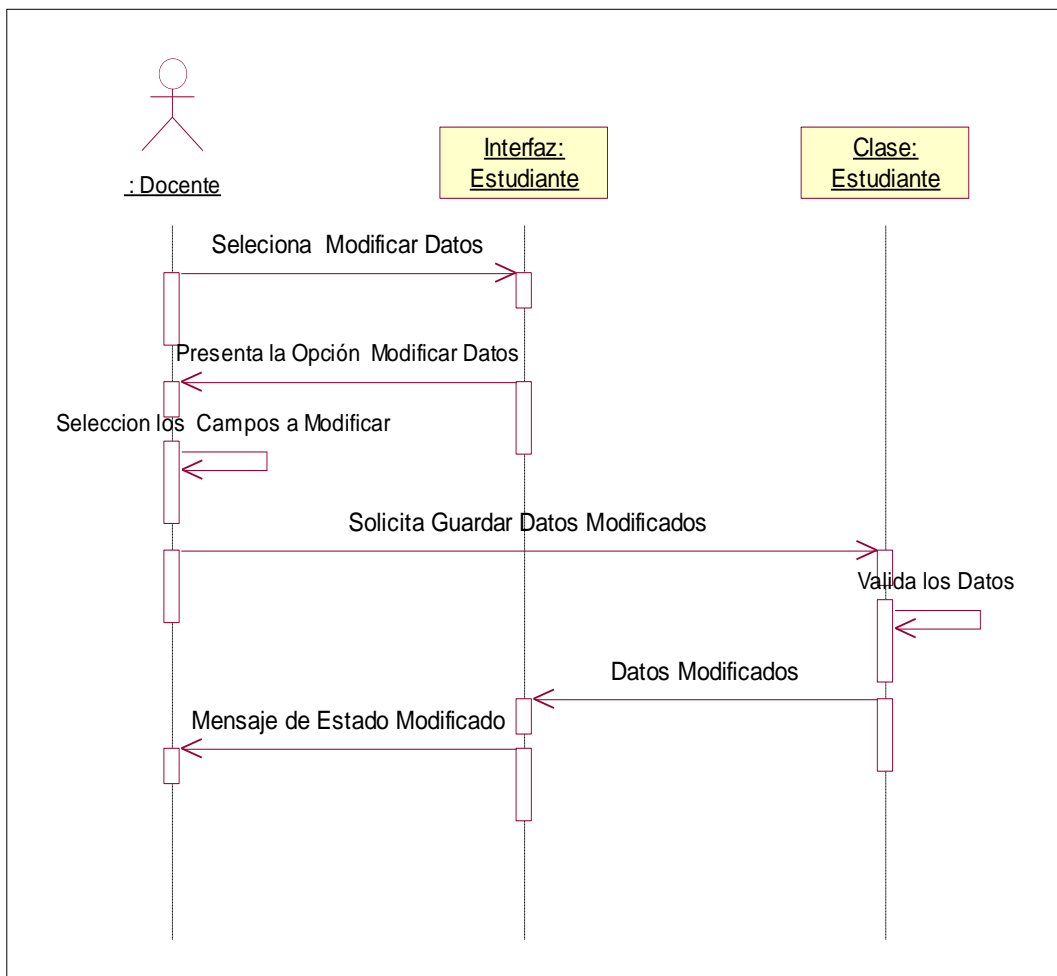 : Docente
Interfaz:
Estudiante
Clase:
Estudiante
Seleciona Modificar Datos
Presenta la Opción Modificar Datos
Seleccion los Campos a Modificar
Solicita Guardar Datos Modificados
Valida los Datos
Datos Modificados
Mensaje de Estado Modificado